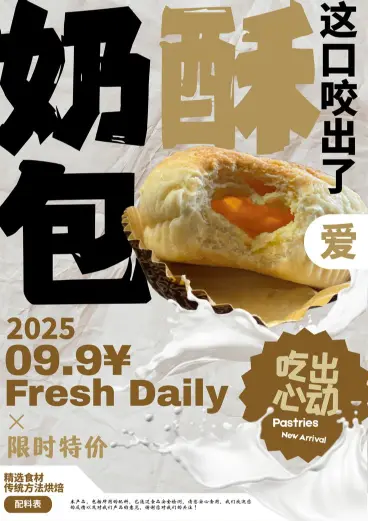 奶酥
包
这口咬出了
爱
2025
09.9¥
Fresh Daily
×
限时特价
吃出
心动
Pastries
New Arrival
精选食材
传统方法烘焙
配料表